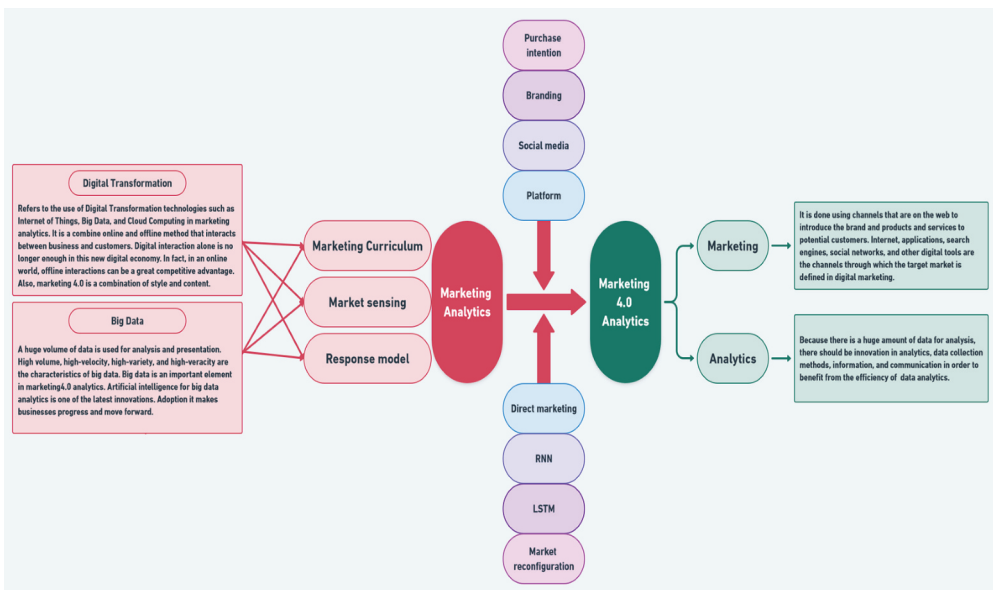 Purchase
intention
Branding
Social media
Platform
Digital Transformation
Refers to the use of Digital Transformation technologies such as
Internet of Things, Big Data, and Cloud Computing in marketing
analytics. It is a combine online and offline method that interacts
between business and customers. Digital interaction alone is no
longer enough in this new digital economy. In fact, in an online
world, offline interactions can be a great competitive advantage.
Also, marketing 4.0 is a combination of style and content.
Big Data
A huge volume of data is used for analysis and presentation.
High volume, high-velocity, high-variety, and high-veracity are
the characteristics of big data. Big data is an important element
in marketing4.0 analytics. Artificial intelligence for big data
analytics is one of the latest innovations. Adoption it makes
businesses progress and move forward.
Marketing Curriculum
Market sensing
Response model
Marketing
Analytics
Marketing
4.0
Analytics
Marketing
It is done using channels that are on the web to
introduce the brand and products and services to
potential customers. Internet, applications, search
engines, social networks, and other digital tools are
the channels through which the target market is
defined in digital marketing.
Analytics
Because there is a huge amount of data for analysis,
there should be innovation in analytics, data collection
methods, information, and communication in order to
benefit from the efficiency of data analytics.
Direct marketing
RNN
LSTM
Market
reconfiguration